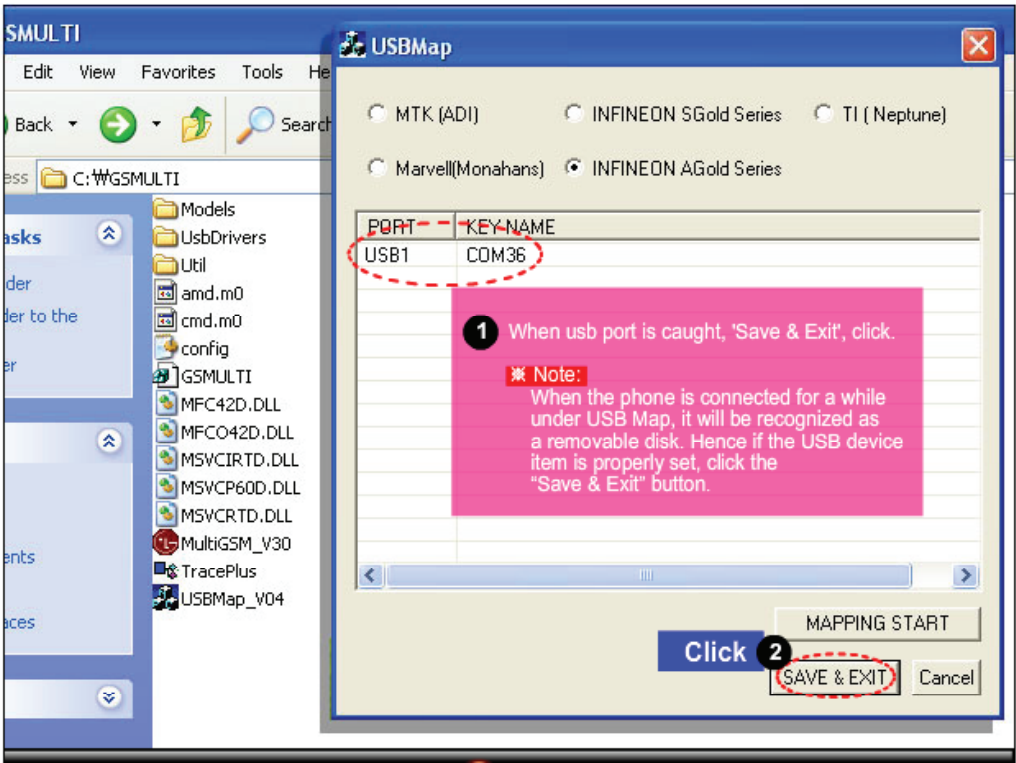 SMULTI
Edit View Favorites Tools He
Back
Search
ess C:₩GSMULTI
asks
der
der to the
er
ents
aces
Models
UsbDrivers
Util
amd.m0
cmd.m0
config
GSMULTI
MFC42D.DLL
MFCO42D.DLL
MSVCIRTD.DLL
MSVCP60D.DLL
MSVCRTD.DLL
MultiGSM_V30
TracePlus
USBMap_V04
USBMap
MTK (ADI) INFINEON SGold Series TI ( Neptune)
Marvell(Monahans) INFINEON AGold Series
PORT KEY-NAME
USB1 COM36
1 When usb port is caught, 'Save & Exit', click.
※ Note:
When the phone is connected for a while
under USB Map, it will be recognized as
a removable disk. Hence if the USB device
item is properly set, click the
“Save & Exit” button.
MAPPING START
Click 2
SAVE & EXIT Cancel